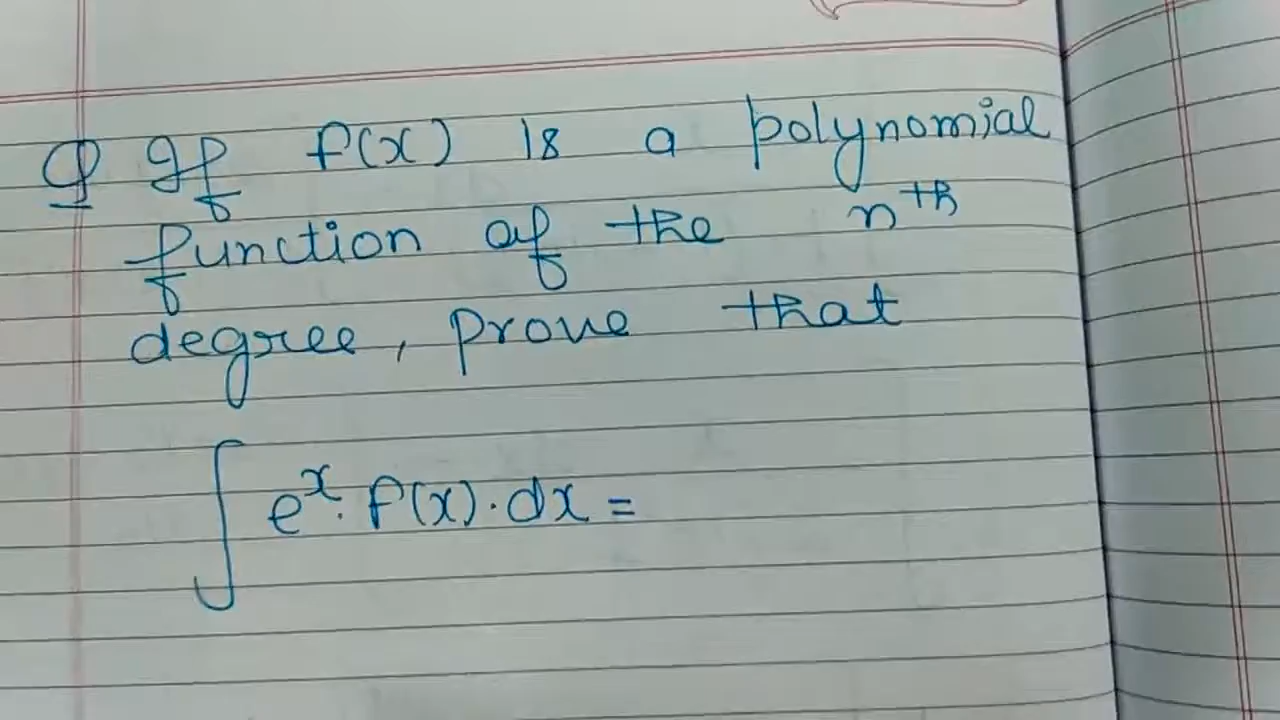 Q If f(x) is a polynomial
function of the nth
degree, prove that
∫ e^x. f(x).dx =